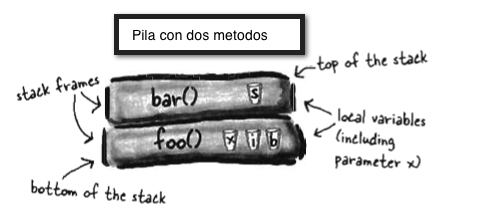 Pila con dos metodos
top of the stack
stack frames
bar() s
local variables
(including
parameter x)
foo() x i b
bottom of the stack